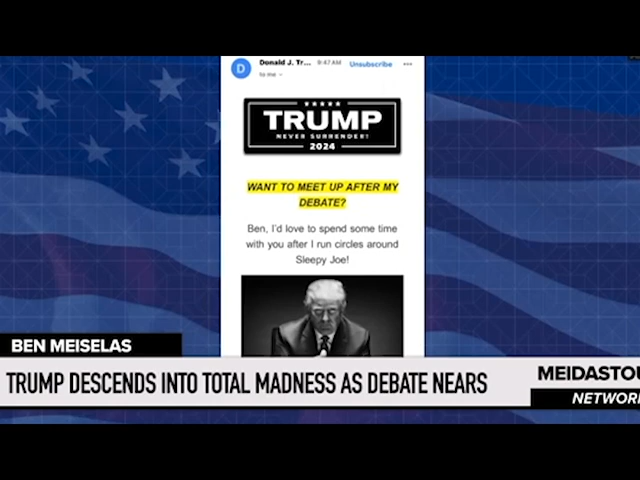 D
Donald J. Tr... 9:47 AM Unsubscribe ...
to me
TRUMP
NEVER SURRENDER!
2024
WANT TO MEET UP AFTER MY
DEBATE?
Ben, I'd love to spend some time
with you after I run circles around
Sleepy Joe!
BEN MEISELAS
TRUMP DESCENDS INTO TOTAL MADNESS AS DEBATE NEARS
MEIDASTOU
NETWORK